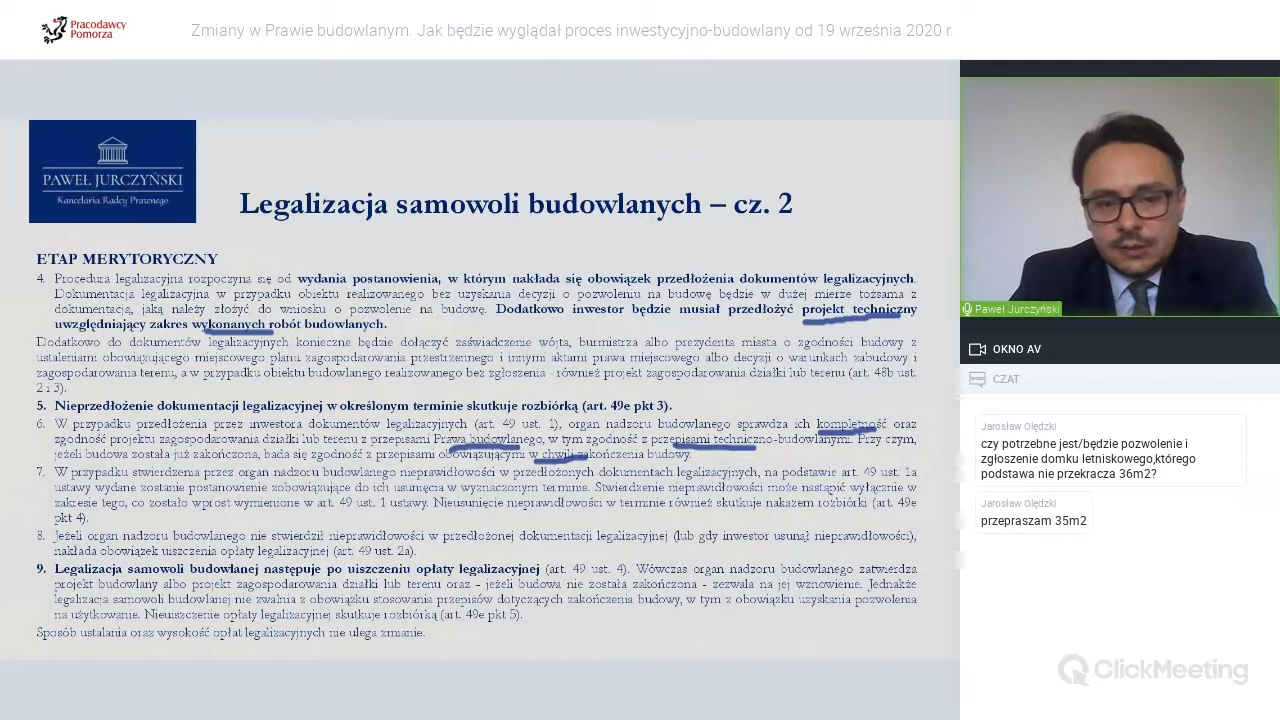 Pracodawcy
Pomorza
Zmiany w Prawie budowlanym. Jak będzie wyglądał proces inwestycyjno-budowlany od 19 września 2020 r.
PAWEŁ JURCZYŃSKI
Kancelaria Radcy Prawnego
Legalizacja samowoli budowlanych – cz. 2
ETAP MERYTORYCZNY
4. Procedura legalizacyjna rozpoczyna się od wydania postanowienia, w którym nakłada się obowiązek przedłożenia dokumentów legalizacyjnych.
Dokumentacja legalizacyjna w przypadku obiektu realizowanego bez uzyskania decyzji o pozwoleniu na budowę będzie w dużej mierze tożsama z
dokumentacją, jaką należy złożyć do wniosku o pozwolenie na budowę. Dodatkowo inwestor będzie musiał przedłożyć projekt techniczny
uwzględniający zakres wykonanych robót budowlanych.
Dodatkowo do dokumentów legalizacyjnych konieczne będzie dołączyć zaświadczenie wójta, burmistrza albo prezydenta miasta o zgodności budowy z
ustaleniami obowiązującego miejscowego planu zagospodarowania przestrzennego i innymi aktami prawa miejscowego albo decyzji o warunkach zabudowy i
zagospodarowania terenu, a w przypadku obiektu budowlanego realizowanego bez zgłoszenia - również projekt zagospodarowania działki lub terenu (art. 48b ust.
2 i 3).
5. Nieprzedłożenie dokumentacji legalizacyjnej w określonym terminie skutkuje rozbiórką (art. 49e pkt 3).
6. W przypadku przedłożenia przez inwestora dokumentów legalizacyjnych (art. 49 ust. 1), organ nadzoru budowlanego sprawdza ich kompletność oraz
zgodność projektu zagospodarowania działki lub terenu z przepisami Prawa budowlanego, w tym zgodność z przepisami techniczno-budowlanymi. Przy czym,
jeżeli budowa została już zakończona, bada się zgodność z przepisami obowiązującymi w chwili zakończenia budowy.
7. W przypadku stwierdzenia przez organ nadzoru budowlanego nieprawidłowości w przedłożonych dokumentach legalizacyjnych, na podstawie art. 49 ust. 1a
ustawy wydane zostanie postanowienie zobowiązujące do ich usunięcia w wyznaczonym terminie. Stwierdzenie nieprawidłowości może nastąpić wyłącznie w
zakresie tego, co zostało wprost wymienione w art. 49 ust. 1 ustawy. Nieusunięcie nieprawidłowości w terminie również skutkuje nakazem rozbiórki (art. 49e
pkt 4).
8. Jeżeli organ nadzoru budowlanego nie stwierdził nieprawidłowości w przedłożonej dokumentacji legalizacyjnej (lub gdy inwestor usunął nieprawidłowości),
nakłada obowiązek uiszczenia opłaty legalizacyjnej (art. 49 ust. 2a).
9. Legalizacja samowoli budowlanej następuje po uiszczeniu opłaty legalizacyjnej (art. 49 ust. 4). Wówczas organ nadzoru budowlanego zatwierdza
projekt budowlany albo projekt zagospodarowania działki lub terenu oraz - jeżeli budowa nie została zakończona - zezwala na jej wznowienie. Jednakże
legalizacja samowoli budowlanej nie zwalnia z obowiązku stosowania przepisów dotyczących zakończenia budowy, w tym z obowiązku uzyskania pozwolenia
na użytkowanie. Nieuiszczenie opłaty legalizacyjnej skutkuje rozbiórką (art. 49e pkt 5).
Sposób ustalania oraz wysokość opłat legalizacyjnych nie ulega zmianie.
Paweł Jurczyński
OKNO AV
CZAT
Jarosław Olędzki
czy potrzebne jest/będzie pozwolenie i
zgłoszenie domku letniskowego,którego
podstawa nie przekracza 36m2?
Jarosław Olędzki
przepraszam 35m2
ClickMeeting